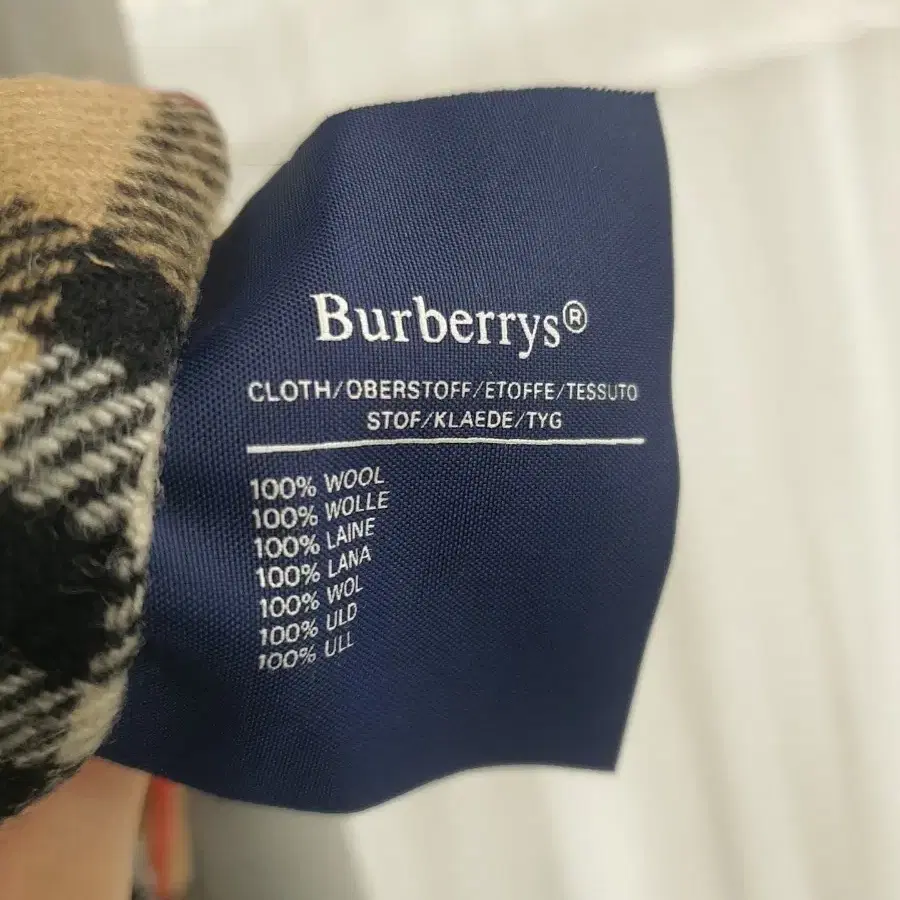 Burberrys®
CLOTH/OBERSTOFF/ETOFFE/TESSUTO
STOF/KLAEDE/TYG
100% WOOL
100% WOLLE
100% LAINE
100% LANA
100% WOL
100% ULD
100% ULL